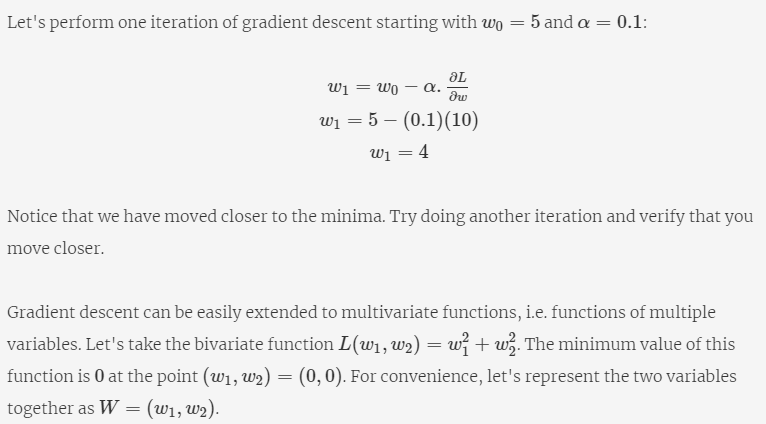 Let's perform one iteration of gradient descent starting with w₀ = 5 and α = 0.1:
w₁ = w₀ − α. ∂L/∂w
w₁ = 5 − (0.1)(10)
w₁ = 4
Notice that we have moved closer to the minima. Try doing another iteration and verify that you
move closer.
Gradient descent can be easily extended to multivariate functions, i.e. functions of multiple
variables. Let's take the bivariate function L(w₁, w₂) = w₁² + w₂². The minimum value of this
function is 0 at the point (w₁, w₂) = (0, 0). For convenience, let's represent the two variables
together as W = (w₁, w₂).